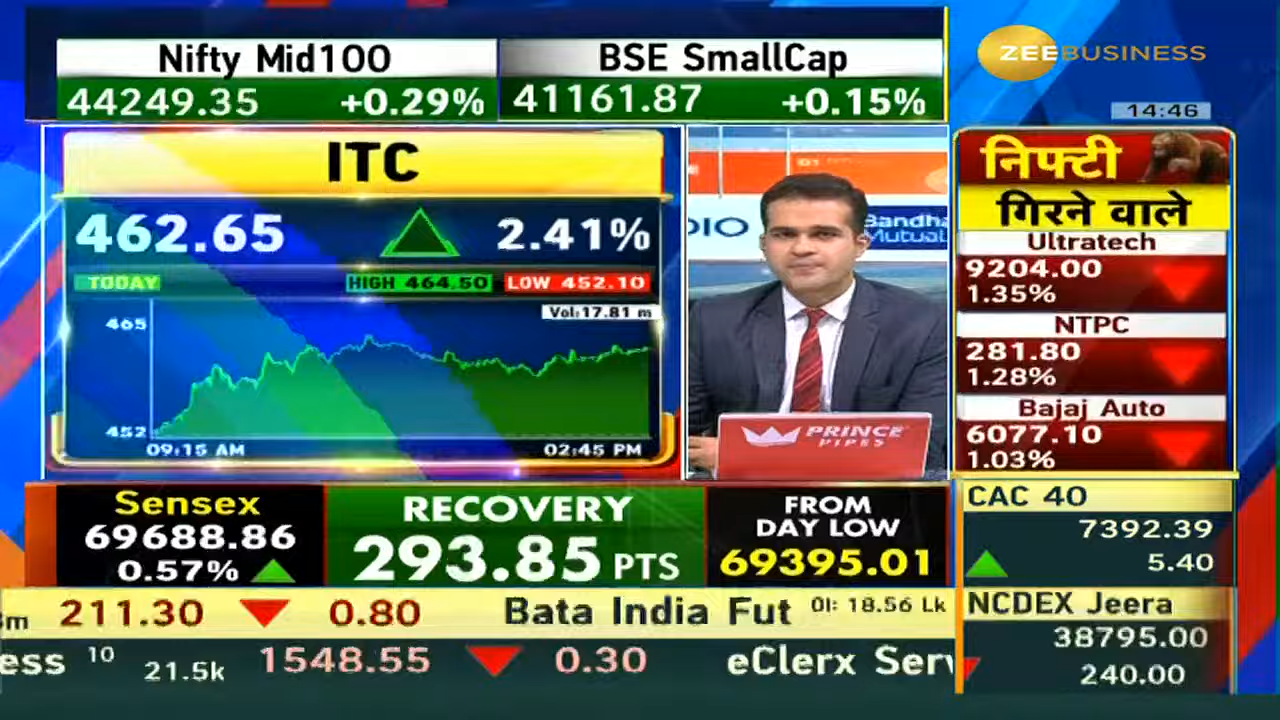 Nifty Mid100
44249.35 +0.29%
BSE SmallCap
41161.87 +0.15%
ZEEBUSINESS
14:46
ITC
462.65 2.41%
TODAY HIGH 464.50 LOW 452.10
Vol:17.81 m
465
452
09:15 AM 02:45 PM
Bandha
Mutual
PRINCE
PIPES
निफ्टी
गिरने वाले
Ultratech
9204.00
1.35%
NTPC
281.80
1.28%
Bajaj Auto
6077.10
1.03%
Sensex
69688.86
0.57%
RECOVERY
293.85 PTS
FROM
DAY LOW
69395.01
CAC 40
7392.39
5.40
NCDEX Jeera
38795.00
240.00
211.30 0.80 Bata India Fut OI: 18.56 Lk
ess 10 21.5k 1548.55 0.30 eClerx Serv